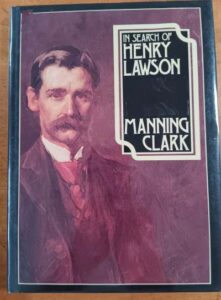 IN SEARCH OF
HENRY
LAWSON
MANNING
CLARK